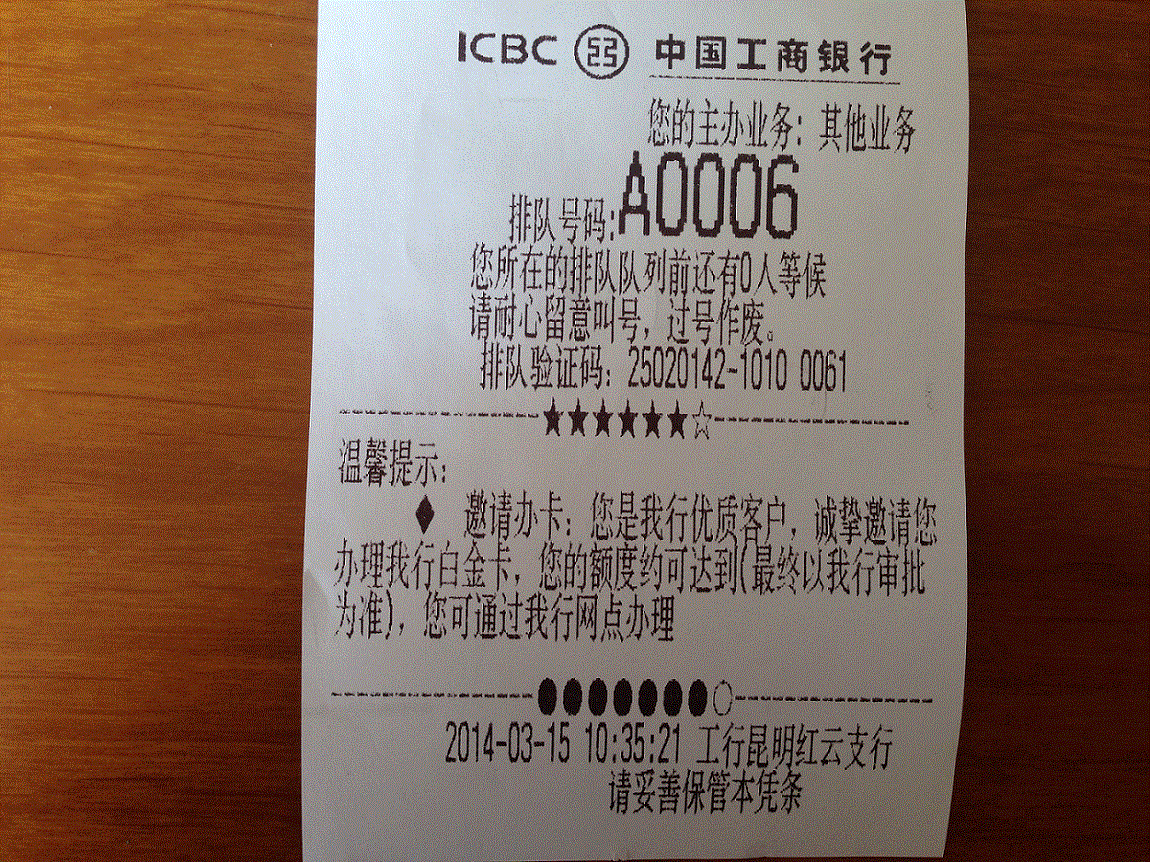 ICBC 中国工商银行
您的主办业务：其他业务
排队号码:A0006
您所在的排队队列前还有0人等候
请耐心留意叫号，过号作废。
排队验证码：25020142-1010 0061
------------------★★★★★★☆------------------
温馨提示：
♦ 邀请办卡：您是我行优质客户，诚挚邀请您
办理我行白金卡，您的额度约可达到(最终以我行审批
为准)，您可通过我行网点办理
------------------●●●●●●●○------------------
2014-03-15 10:35:21 工行昆明红云支行
请妥善保管本凭条